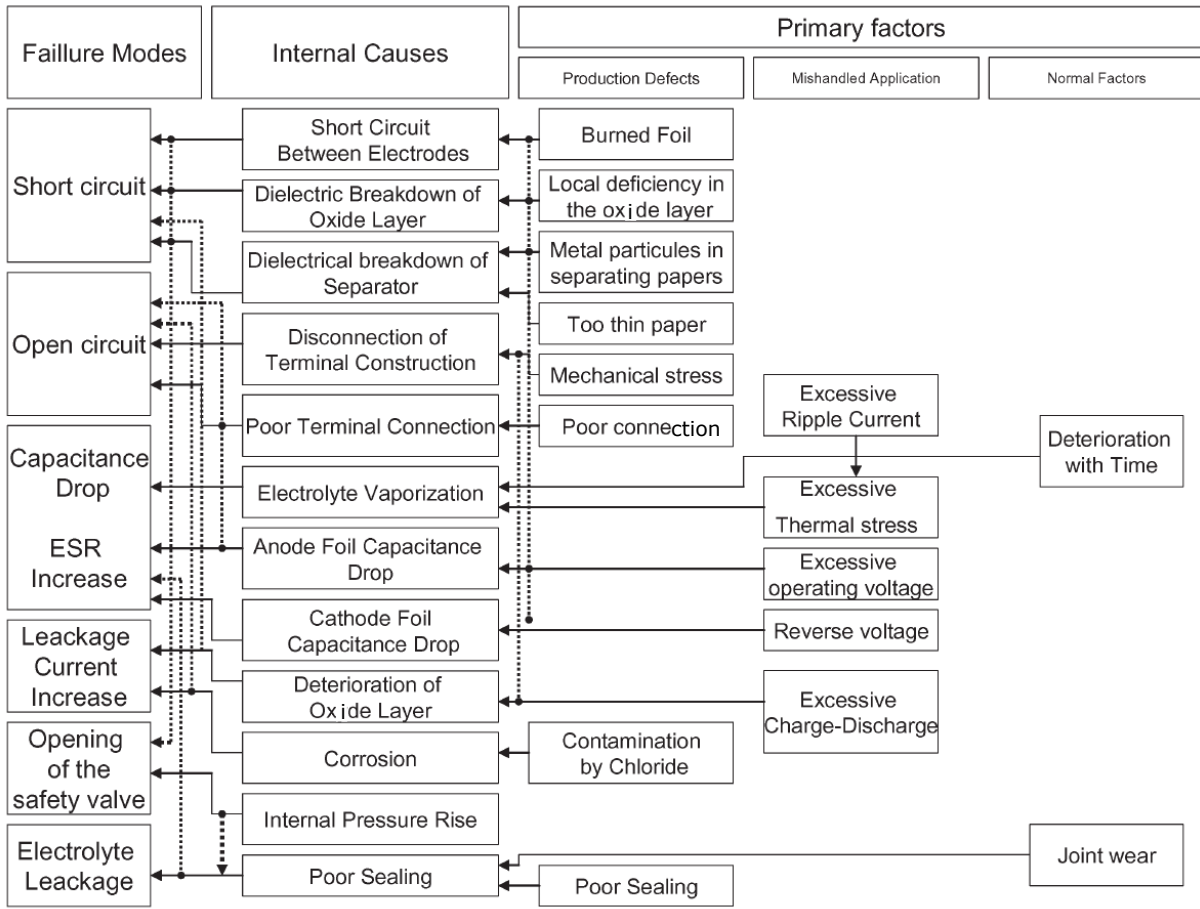 Faillure Modes
Internal Causes
Primary factors
Production Defects
Mishandled Application
Normal Factors
Short circuit
Open circuit
Capacitance
Drop
ESR
Increase
Leackage
Current
Increase
Opening
of the
safety valve
Electrolyte
Leackage
Short Circuit
Between Electrodes
Dielectric Breakdown of
Oxide Layer
Dielectrical breakdown of
Separator
Disconnection of
Terminal Construction
Poor Terminal Connection
Electrolyte Vaporization
Anode Foil Capacitance
Drop
Cathode Foil
Capacitance Drop
Deterioration of
Oxide Layer
Corrosion
Internal Pressure Rise
Poor Sealing
Burned Foil
Local deficiency in
the oxide layer
Metal particules in
separating papers
Too thin paper
Mechanical stress
Poor connection
Contamination
by Chloride
Poor Sealing
Excessive
Ripple Current
Excessive
Thermal stress
Excessive
operating voltage
Reverse voltage
Excessive
Charge-Discharge
Deterioration
with Time
Joint wear